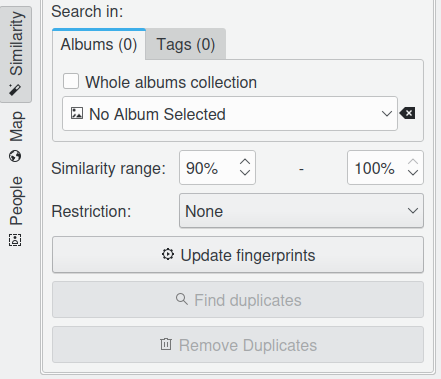 Search in:
Albums (0) Tags (0)
Whole albums collection
No Album Selected
Similarity range: 90% - 100%
Restriction: None
Update fingerprints
Find duplicates
Remove Duplicates
Similarity
Map
People